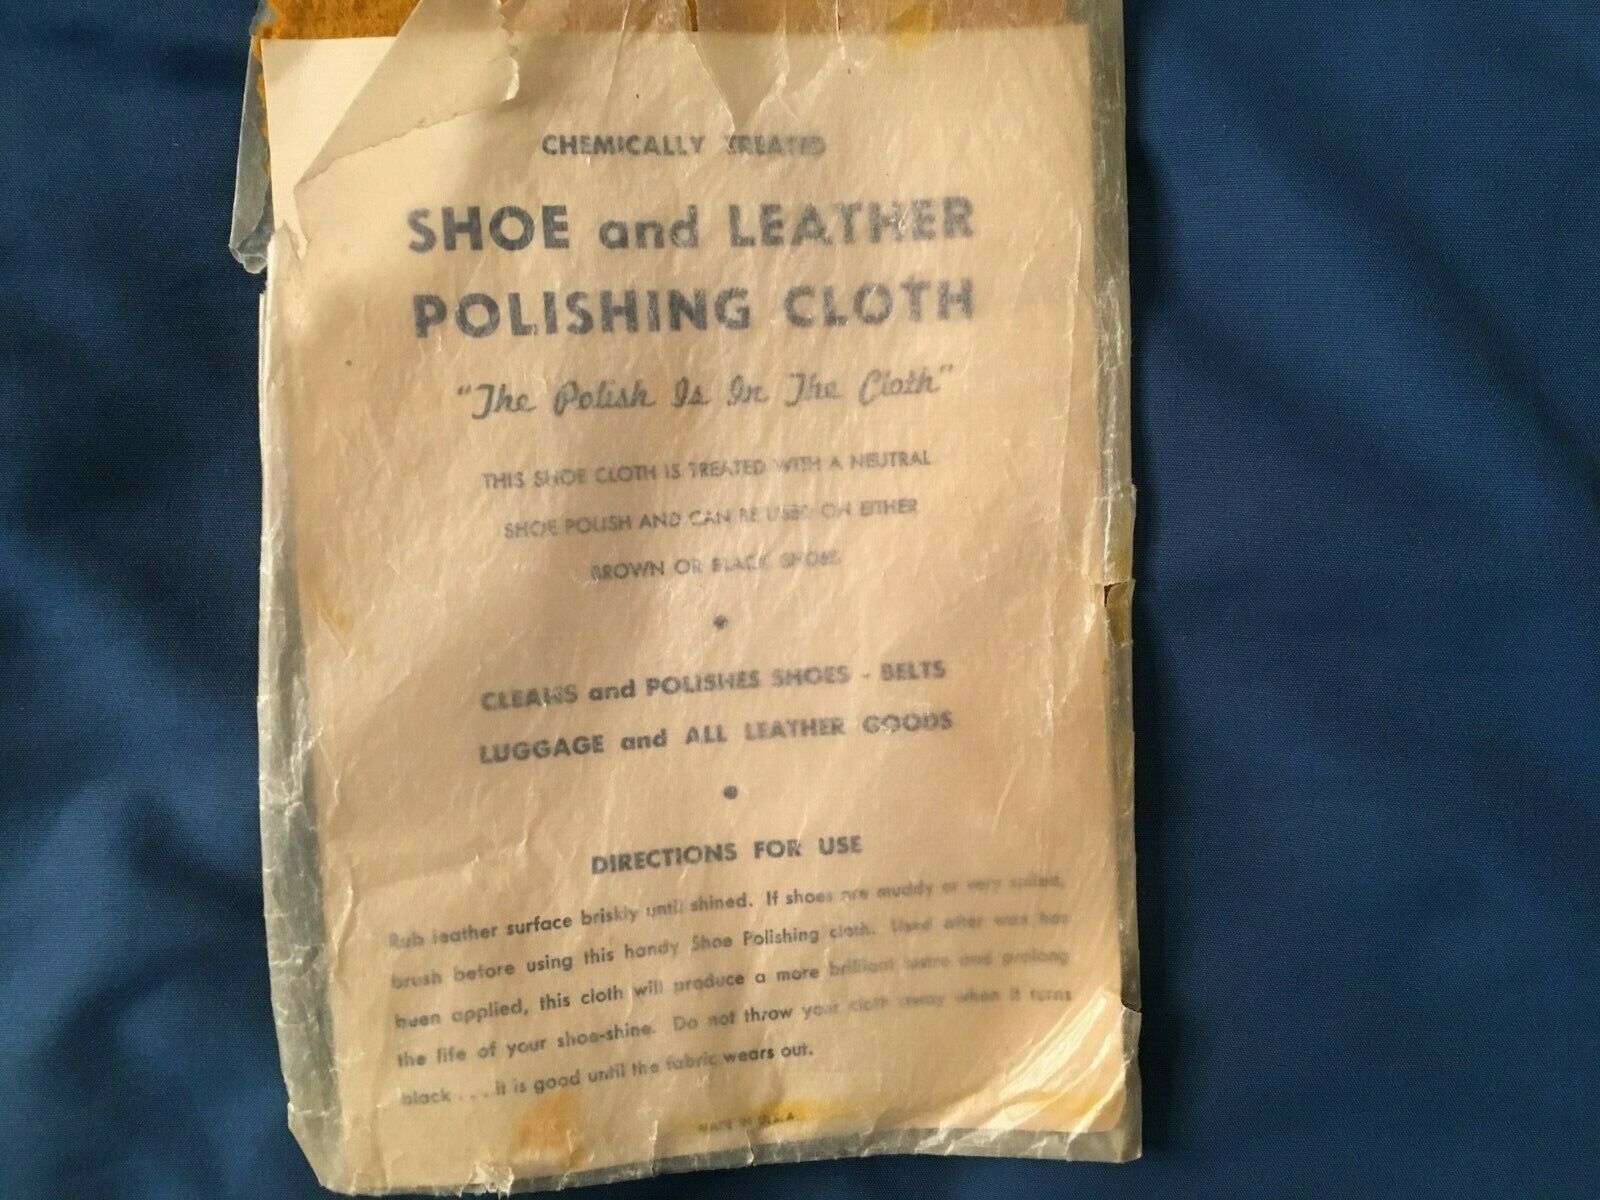 CHEMICALLY TREATED
SHOE and LEATHER
POLISHING CLOTH
"The Polish Is In The Cloth"
THIS SHOE CLOTH IS TREATED WITH A NEUTRAL
SHOE POLISH AND CAN BE USED ON EITHER
BROWN OR BLACK SHOES
•
CLEANS and POLISHES SHOES - BELTS
LUGGAGE and ALL LEATHER GOODS
•
DIRECTIONS FOR USE
Rub leather surface briskly until shined. If shoes are muddy or very soiled,
brush before using this handy Shoe Polishing cloth. Used after wax has
been applied, this cloth will produce a more brilliant lustre and prolong
the life of your shoe-shine. Do not throw your cloth away when it turns
black . . . it is good until the fabric wears out.
MADE IN U.S.A.